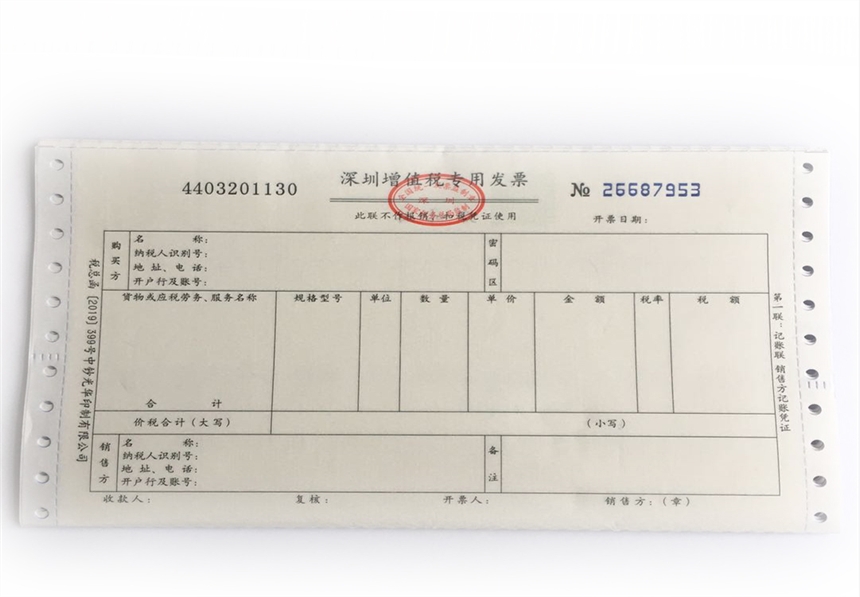 4403201130
深圳增值税专用发票
№ 26687953
深 圳
此联不作报销、扣税凭证使用
开票日期：
购买方
名 称：
纳税人识别号：
地 址、电 话：
开户行及账号：
密码区
货物或应税劳务、服务名称 规格型号 单位 数 量 单 价 金 额 税率 税 额
合 计
价税合计（大写） （小写）
销售方
名 称：
纳税人识别号：
地 址、电 话：
开户行及账号：
备注
收款人： 复核： 开票人： 销售方：（章）
税总函［2019］399号中钞光华印制有限公司
第一联：记账联 销售方记账凭证